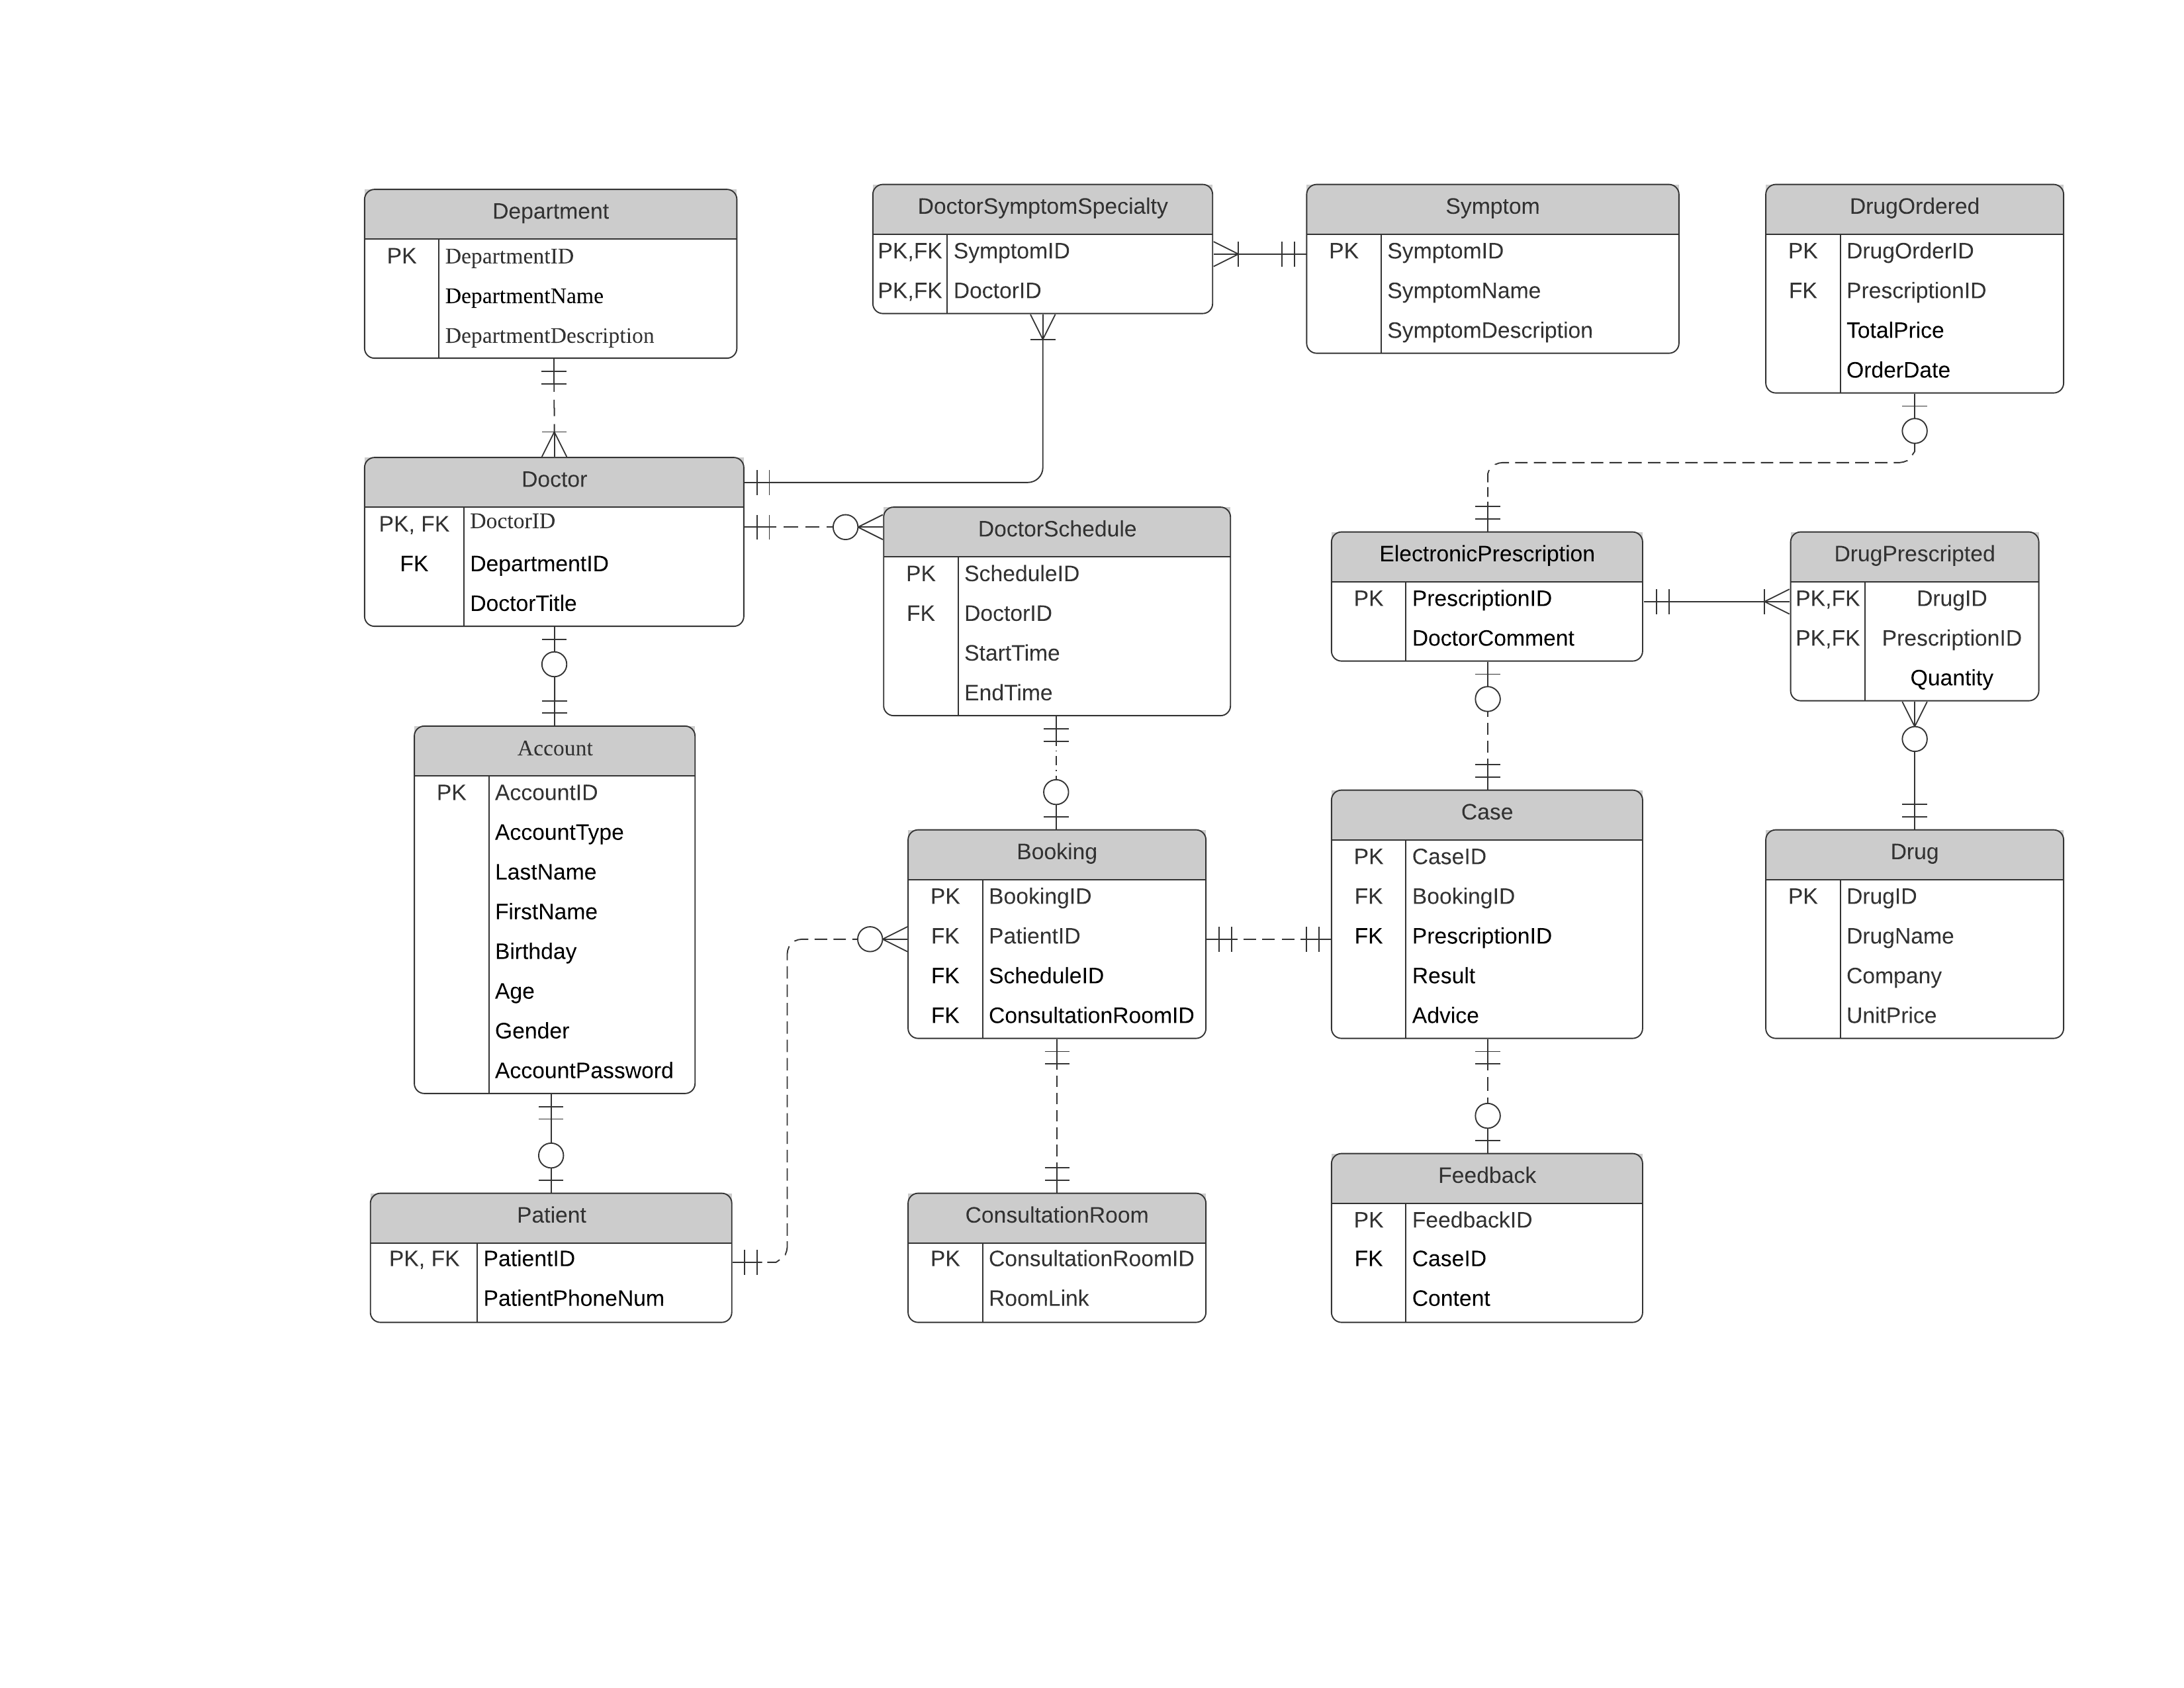 Department
PK DepartmentID
DepartmentName
DepartmentDescription
DoctorSymptomSpecialty
PK,FK SymptomID
PK,FK DoctorID
Symptom
PK SymptomID
SymptomName
SymptomDescription
DrugOrdered
PK DrugOrderID
FK PrescriptionID
TotalPrice
OrderDate
Doctor
PK, FK DoctorID
FK DepartmentID
DoctorTitle
DoctorSchedule
PK ScheduleID
FK DoctorID
StartTime
EndTime
ElectronicPrescription
PK PrescriptionID
DoctorComment
DrugPrescripted
PK,FK DrugID
PK,FK PrescriptionID
Quantity
Account
PK AccountID
AccountType
LastName
FirstName
Birthday
Age
Gender
AccountPassword
Booking
PK BookingID
FK PatientID
FK ScheduleID
FK ConsultationRoomID
Case
PK CaseID
FK BookingID
FK PrescriptionID
Result
Advice
Drug
PK DrugID
DrugName
Company
UnitPrice
Patient
PK, FK PatientID
PatientPhoneNum
ConsultationRoom
PK ConsultationRoomID
RoomLink
Feedback
PK FeedbackID
FK CaseID
Content